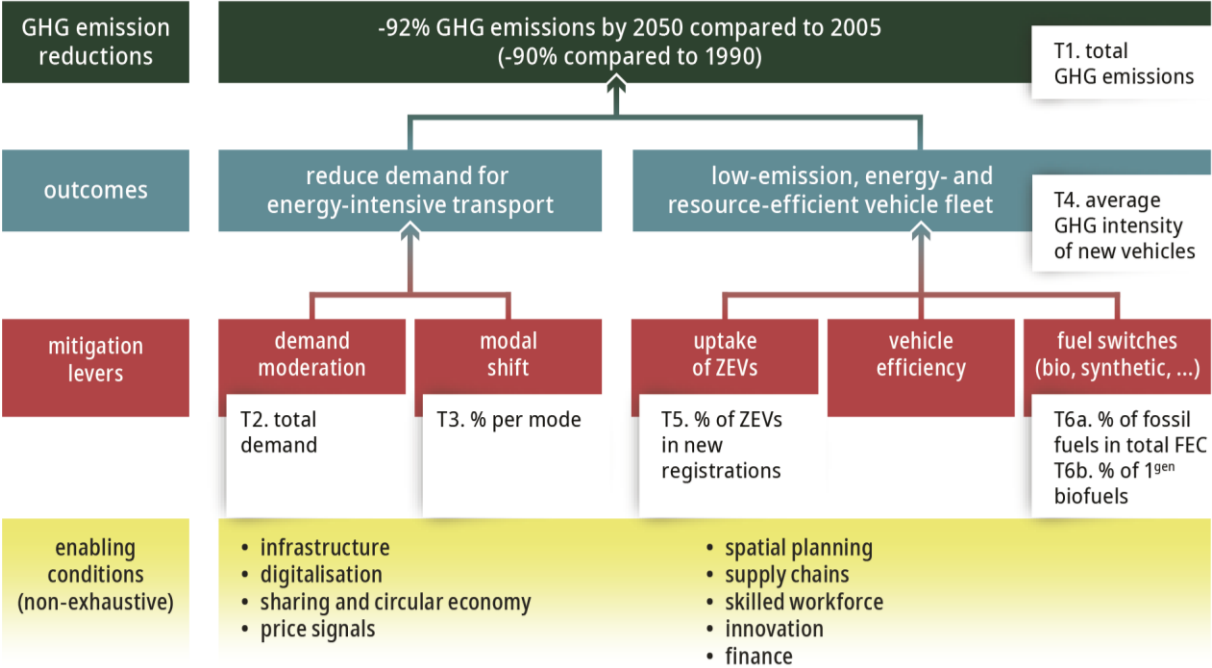 GHG emission
reductions
-92% GHG emissions by 2050 compared to 2005
(-90% compared to 1990)
T1. total
GHG emissions
outcomes
reduce demand for
energy-intensive transport
low-emission, energy- and
resource-efficient vehicle fleet
T4. average
GHG intensity
of new vehicles
mitigation
levers
demand
moderation
modal
shift
uptake
of ZEVs
vehicle
efficiency
fuel switches
(bio, synthetic, ...)
T2. total
demand
T3. % per mode
T5. % of ZEVs
in new
registrations
T6a. % of fossil
fuels in total FEC
T6b. % of 1gen
biofuels
enabling
conditions
(non-exhaustive)
• infrastructure
• digitalisation
• sharing and circular economy
• price signals
• spatial planning
• supply chains
• skilled workforce
• innovation
• finance